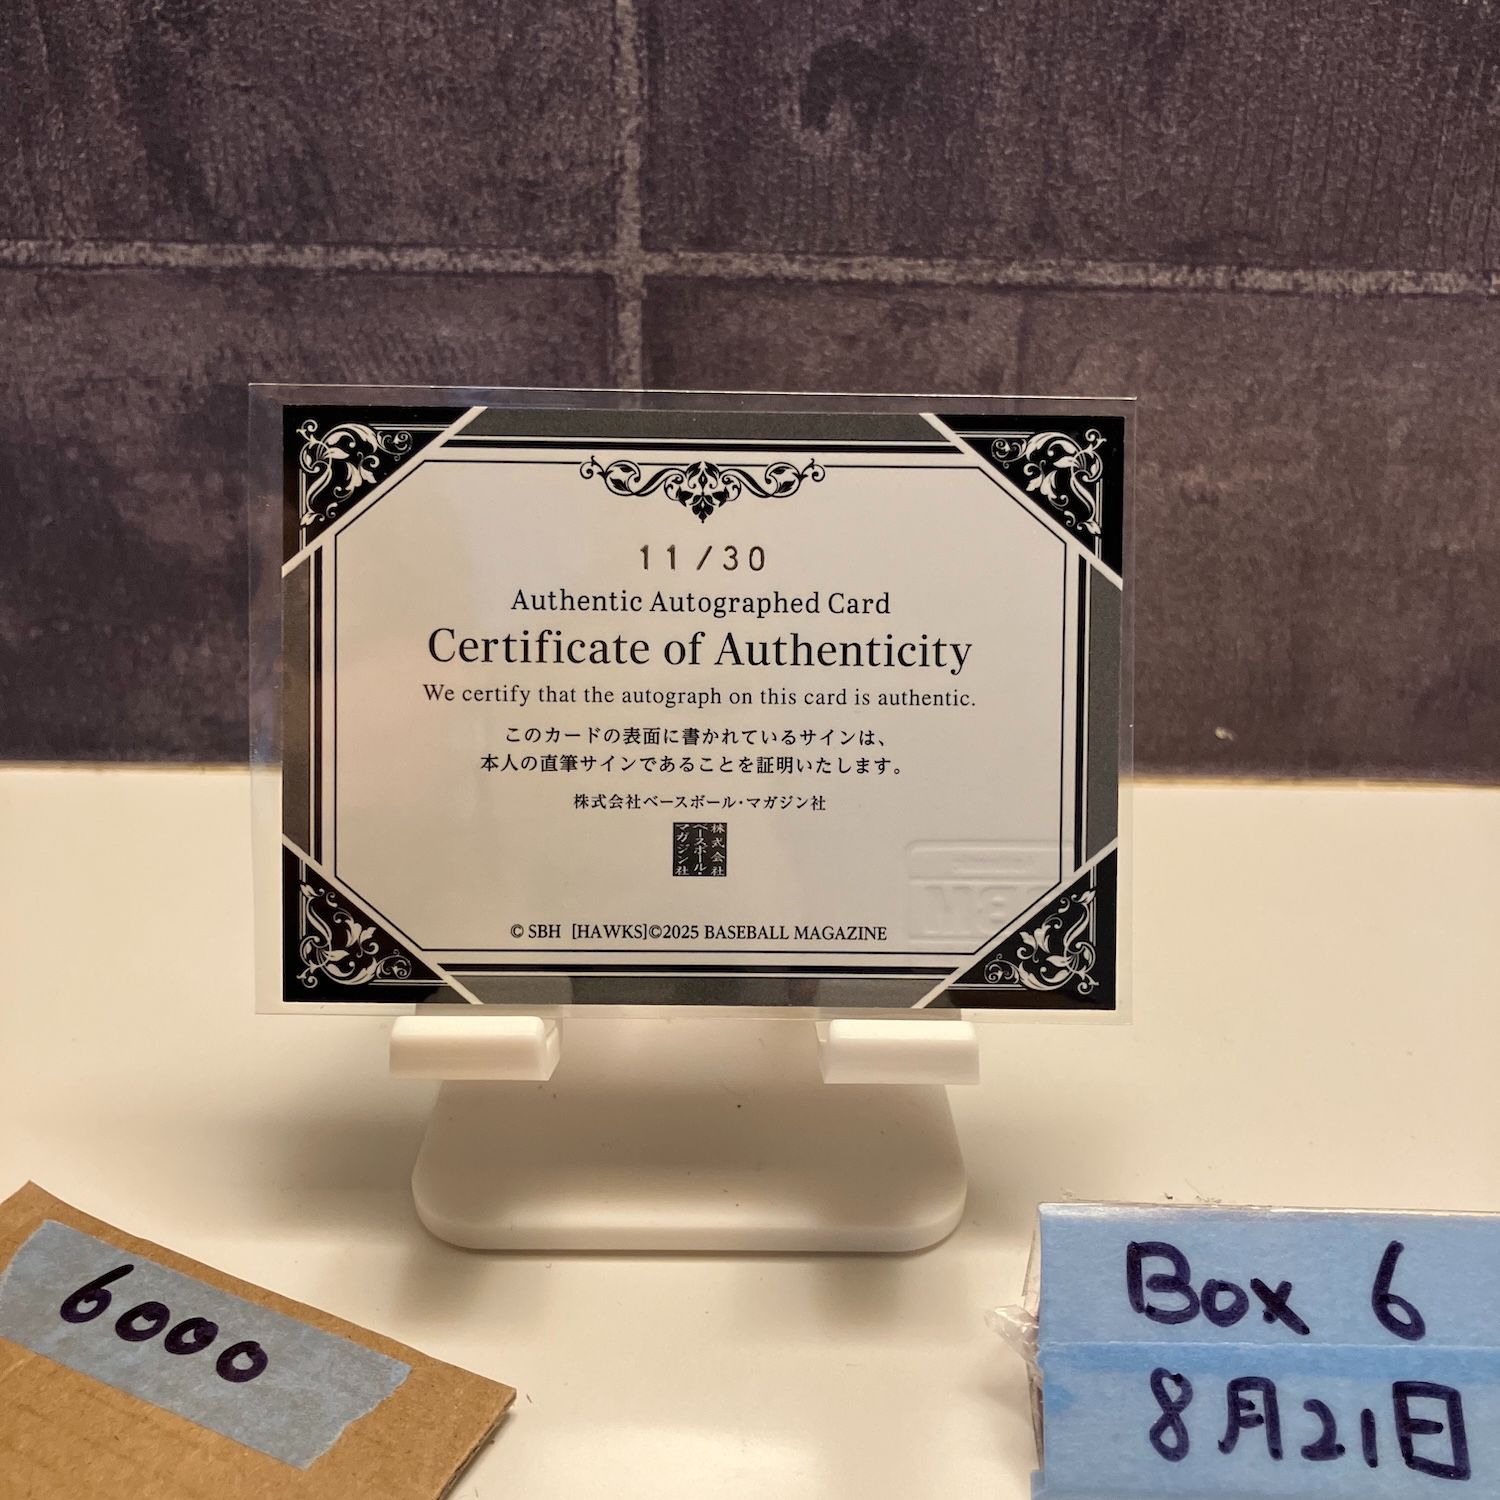 11/30
Authentic Autographed Card
Certificate of Authenticity
We certify that the autograph on this card is authentic.
このカードの表面に書かれているサインは、
本人の直筆サインであることを証明いたします。
株式会社ベースボール・マガジン社
株式会社
ベースボール・
マガジン社
© SBH [HAWKS]©2025 BASEBALL MAGAZINE
6000
Box 6
8月21日